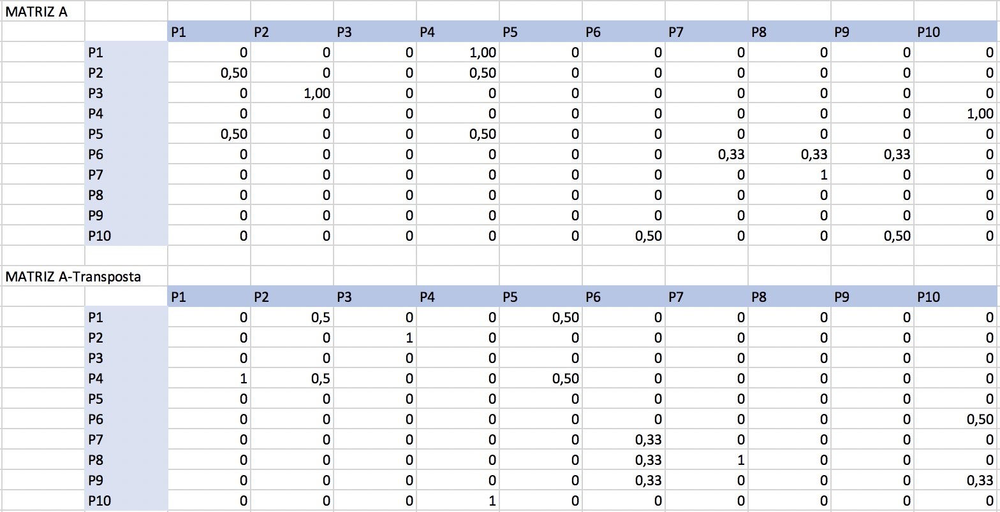 MATRIZ A
P1 P2 P3 P4 P5 P6 P7 P8 P9 P10
P1 0 0 0 1,00 0 0 0 0 0 0
P2 0,50 0 0 0,50 0 0 0 0 0 0
P3 0 1,00 0 0 0 0 0 0 0 0
P4 0 0 0 0 0 0 0 0 0 1,00
P5 0,50 0 0 0,50 0 0 0 0 0 0
P6 0 0 0 0 0 0 0,33 0,33 0,33 0
P7 0 0 0 0 0 0 0 1 0 0
P8 0 0 0 0 0 0 0 0 0 0
P9 0 0 0 0 0 0 0 0 0 0
P10 0 0 0 0 0 0,50 0 0 0,50 0
MATRIZ A-Transposta
P1 P2 P3 P4 P5 P6 P7 P8 P9 P10
P1 0 0,5 0 0 0,50 0 0 0 0 0
P2 0 0 1 0 0 0 0 0 0 0
P3 0 0 0 0 0 0 0 0 0 0
P4 1 0,5 0 0 0,50 0 0 0 0 0
P5 0 0 0 0 0 0 0 0 0 0
P6 0 0 0 0 0 0 0 0 0 0,50
P7 0 0 0 0 0 0,33 0 0 0 0
P8 0 0 0 0 0 0,33 1 0 0 0
P9 0 0 0 0 0 0,33 0 0 0 0,33
P10 0 0 0 1 0 0 0 0 0 0